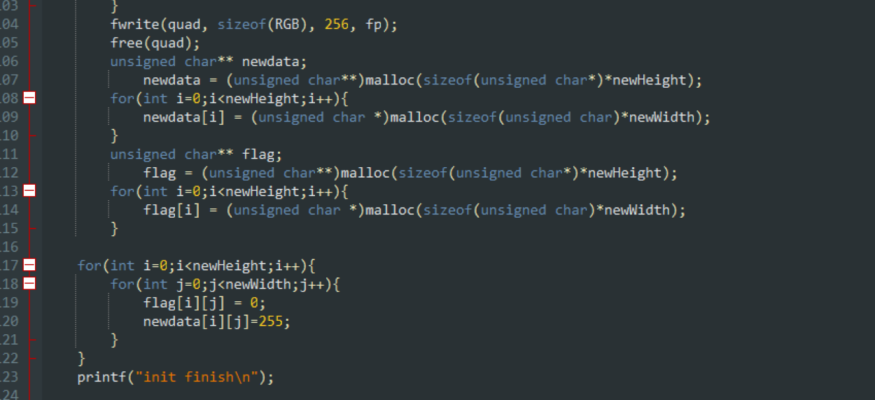 03 }
04 fwrite(quad, sizeof(RGB), 256, fp);
05 free(quad);
06 unsigned char** newdata;
07 newdata = (unsigned char**)malloc(sizeof(unsigned char*)*newHeight);
08 for(int i=0;i<newHeight;i++){
09 newdata[i] = (unsigned char *)malloc(sizeof(unsigned char)*newWidth);
10 }
11 unsigned char** flag;
12 flag = (unsigned char**)malloc(sizeof(unsigned char*)*newHeight);
13 for(int i=0;i<newHeight;i++){
14 flag[i] = (unsigned char *)malloc(sizeof(unsigned char)*newWidth);
15 }
16
17 for(int i=0;i<newHeight;i++){
18 for(int j=0;j<newWidth;j++){
19 flag[i][j] = 0;
20 newdata[i][j]=255;
21 }
22 }
23 printf("init finish\n");
24